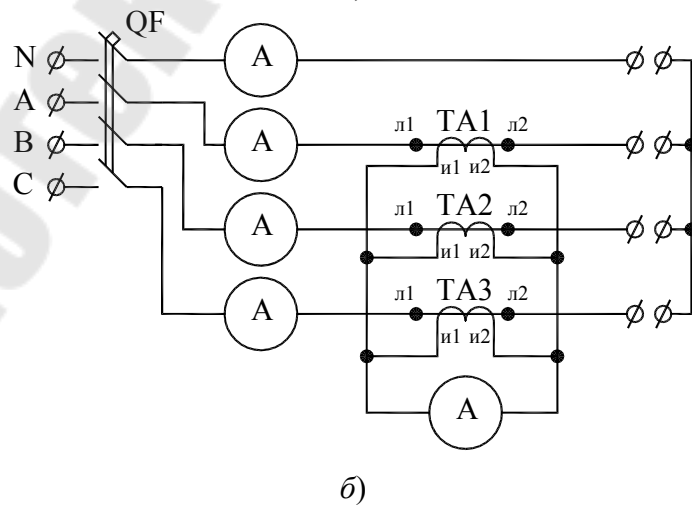 QF
N A
A
A л1 TA1 л2
B и1 и2
C
A л1 TA2 л2
и1 и2
A л1 TA3 л2
и1 и2
A
б)